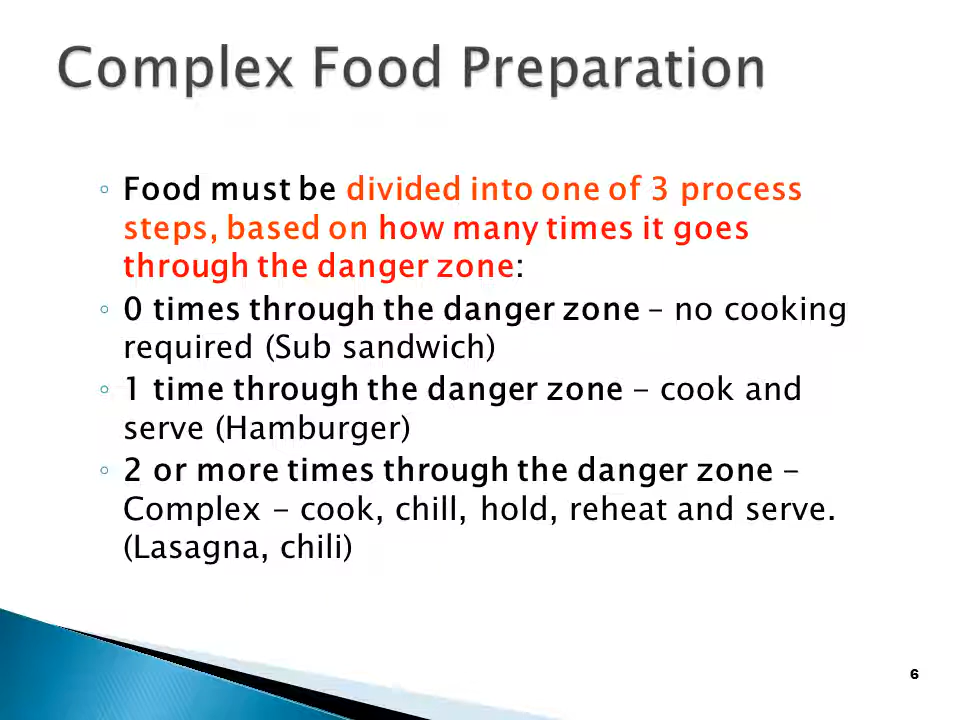 Complex Food Preparation
◦ Food must be divided into one of 3 process
steps, based on how many times it goes
through the danger zone:
◦ 0 times through the danger zone – no cooking
required (Sub sandwich)
◦ 1 time through the danger zone – cook and
serve (Hamburger)
◦ 2 or more times through the danger zone –
Complex – cook, chill, hold, reheat and serve.
(Lasagna, chili)
6